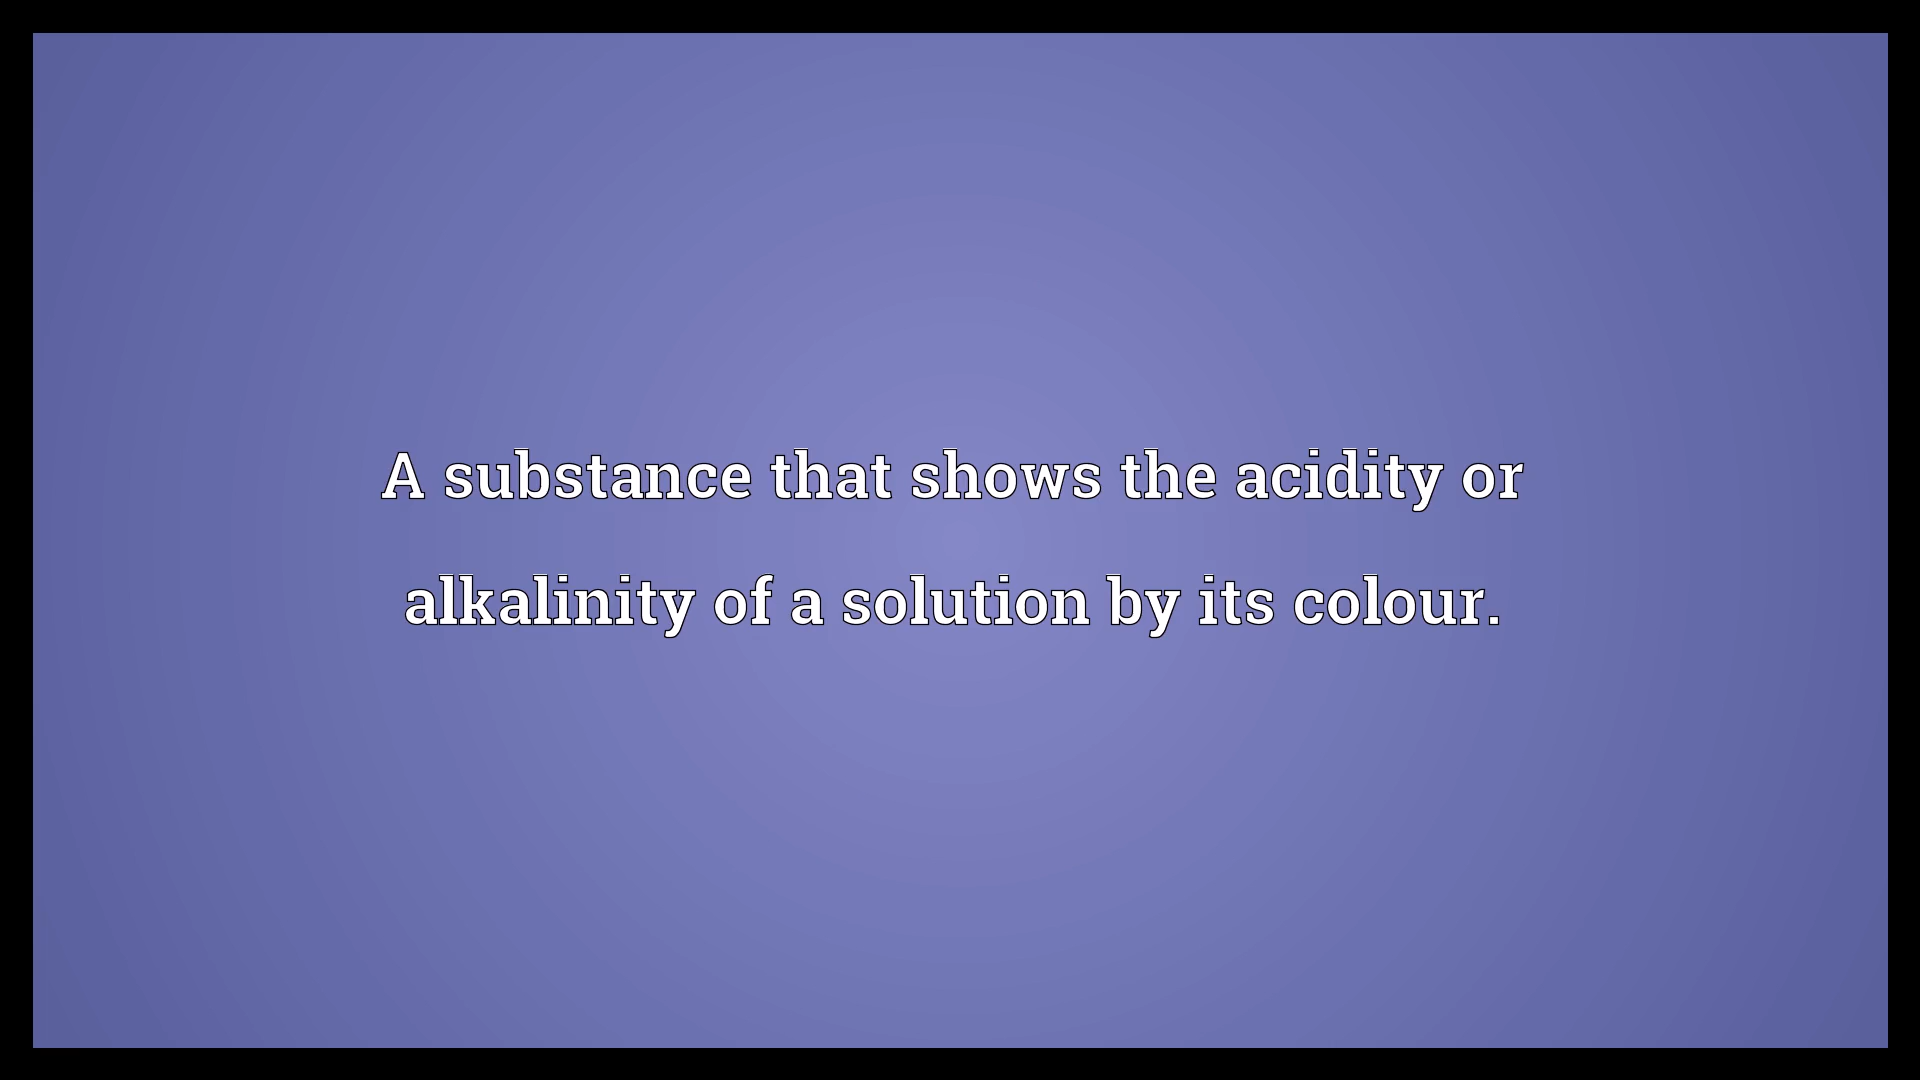 A substance that shows the acidity or
alkalinity of a solution by its colour.